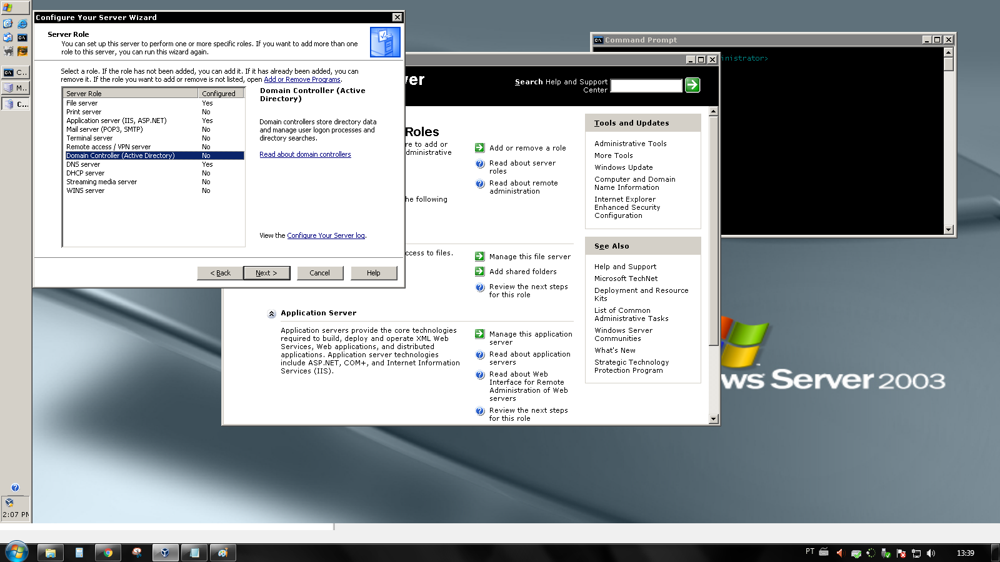 Configure Your Server Wizard
Server Role
You can set up this server to perform one or more specific roles. If you want to add more than one
role to this server, you can run this wizard again.
Select a role. If the role has not been added, you can add it. If it has already been added, you can
remove it. If the role you want to add or remove is not listed, open Add or Remove Programs.
Server Role Configured
File server Yes
Print server No
Application server (IIS, ASP.NET) Yes
Mail server (POP3, SMTP) No
Terminal server No
Remote access / VPN server No
Domain Controller (Active Directory) No
DNS server Yes
DHCP server No
Streaming media server No
WINS server No
Domain Controller (Active
Directory)
Domain controllers store directory data
and manage user logon processes and
directory searches.
Read about domain controllers
View the Configure Your Server log.
< Back Next > Cancel Help
C:\ C...
M...
C...
2:07 PM
Command Prompt
inistrator>
ver
Search Help and Support
Center
Roles
re to add or
dministrative
he following
Add or remove a role
Read about server
roles
Read about remote
administration
ccess to files.
Manage this file server
Add shared folders
Review the next steps
for this role
Application Server
Application servers provide the core technologies
required to build, deploy and operate XML Web
Services, Web applications, and distributed
applications. Application server technologies
include ASP.NET, COM+, and Internet Information
Services (IIS).
Manage this application
server
Read about application
servers
Read about Web
Interface for Remote
Administration of Web
servers
Review the next steps
for this role
Tools and Updates
Administrative Tools
More Tools
Windows Update
Computer and Domain
Name Information
Internet Explorer
Enhanced Security
Configuration
See Also
Help and Support
Microsoft TechNet
Deployment and Resource
Kits
List of Common
Administrative Tasks
Windows Server
Communities
What's New
Strategic Technology
Protection Program
ws Server 2003
PT
13:39